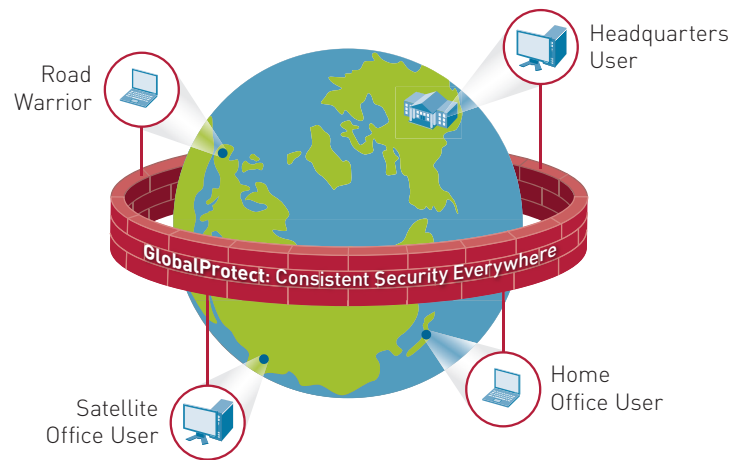 Headquarters
User
Road
Warrior
GlobalProtect: Consistent Security Everywhere
Home
Office User
Satellite
Office User